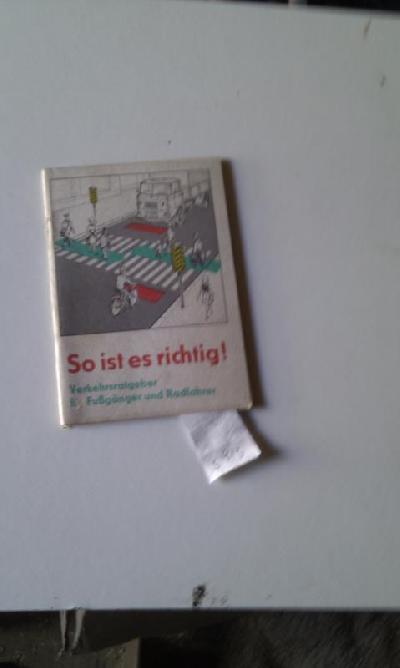 So ist es richtig!
Verkehrsratgeber
Fußgänger und Radfahrer